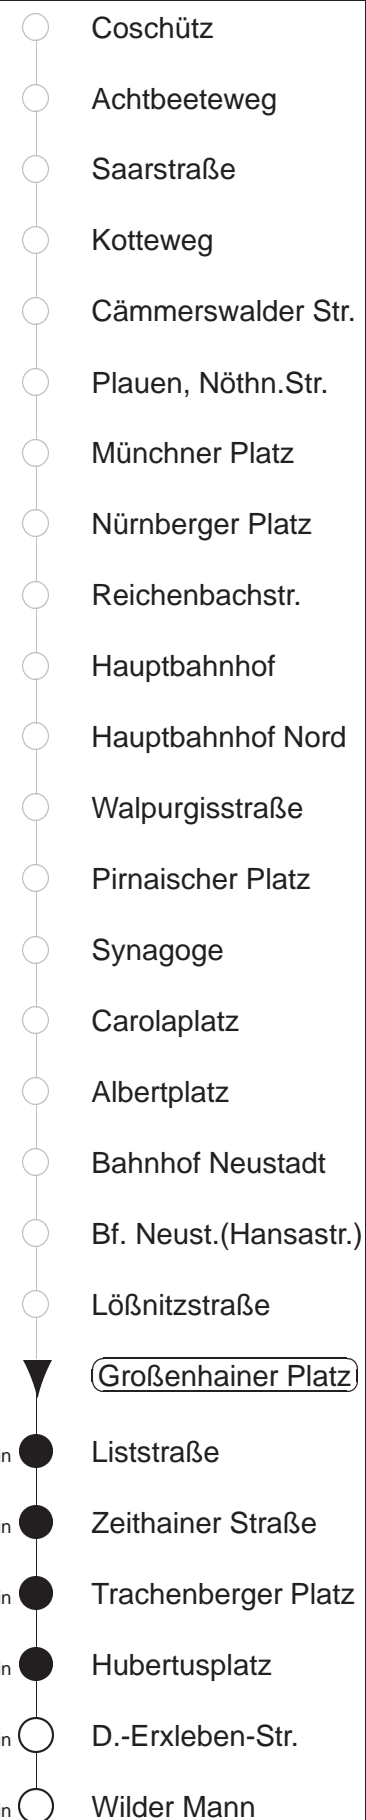 Coschütz
Achtbeeteweg
Saarstraße
Kotteweg
Cämmerswalder Str.
Plauen, Nöthn.Str.
Münchner Platz
Nürnberger Platz
Reichenbachstr.
Hauptbahnhof
Hauptbahnhof Nord
Walpurgisstraße
Pirnaischer Platz
Synagoge
Carolaplatz
Albertplatz
Bahnhof Neustadt
Bf. Neust.(Hansastr.)
Lößnitzstraße
Großenhainer Platz
Liststraße
Zeithainer Straße
Trachenberger Platz
Hubertusplatz
D.-Erxleben-Str.
Wilder Mann